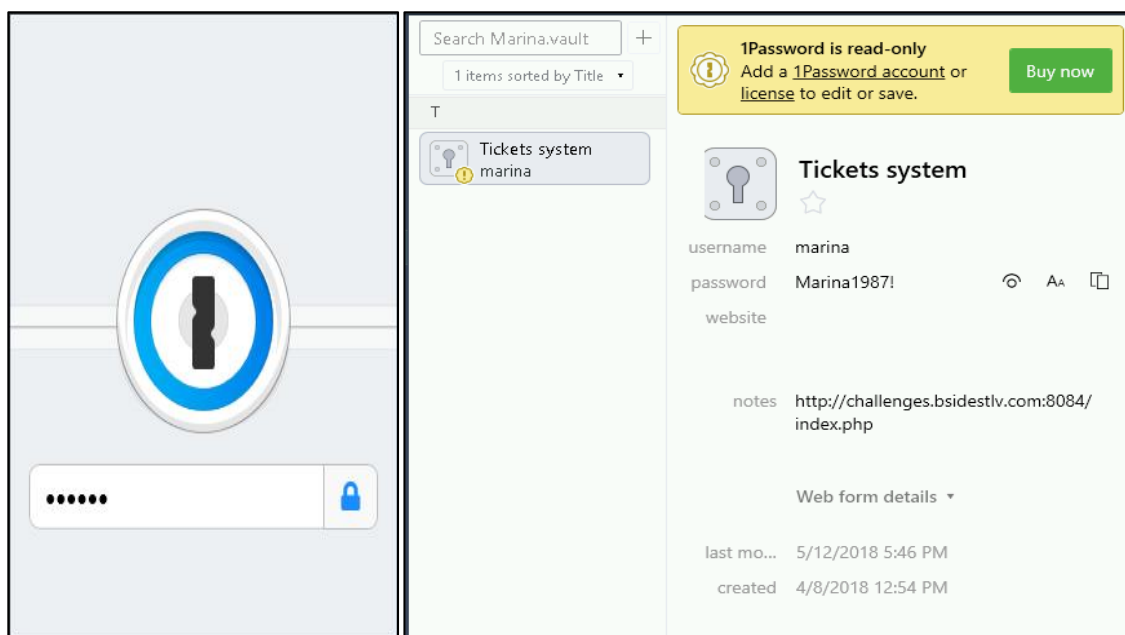 ••••••
Search Marina.vault
1 items sorted by Title
T
Tickets system
marina
1Password is read-only
Add a 1Password account or
license to edit or save.
Buy now
Tickets system
username marina
password Marina1987!
website
notes http://challenges.bsidestlv.com:8084/
index.php
Web form details
last mo... 5/12/2018 5:46 PM
created 4/8/2018 12:54 PM